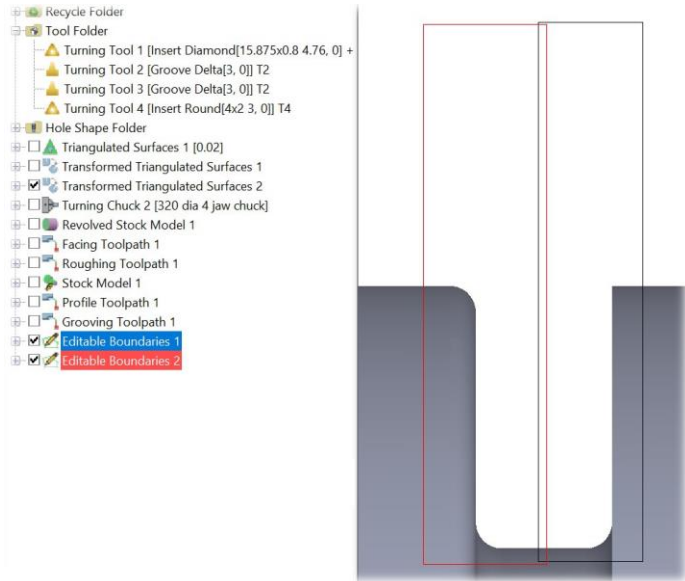 Recycle Folder
Tool Folder
Turning Tool 1 [Insert Diamond[15.875x0.8 4.76, 0] +
Turning Tool 2 [Groove Delta[3, 0]] T2
Turning Tool 3 [Groove Delta[3, 0]] T2
Turning Tool 4 [Insert Round[4x2 3, 0]] T4
Hole Shape Folder
Triangulated Surfaces 1 [0.02]
Transformed Triangulated Surfaces 1
Transformed Triangulated Surfaces 2
Turning Chuck 2 [320 dia 4 jaw chuck]
Revolved Stock Model 1
Facing Toolpath 1
Roughing Toolpath 1
Stock Model 1
Profile Toolpath 1
Grooving Toolpath 1
Editable Boundaries 1
Editable Boundaries 2